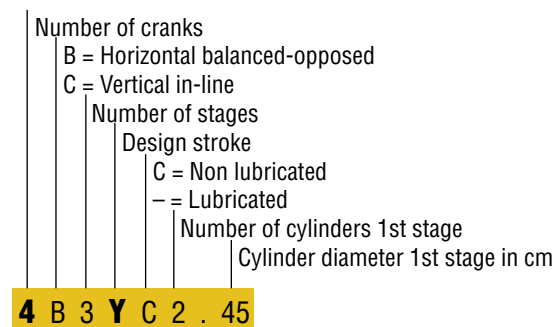 Number of cranks
B = Horizontal balanced-opposed
C = Vertical in-line
Number of stages
Design stroke
C = Non lubricated
– = Lubricated
Number of cylinders 1st stage
Cylinder diameter 1st stage in cm
4 B 3 Y C 2 . 45